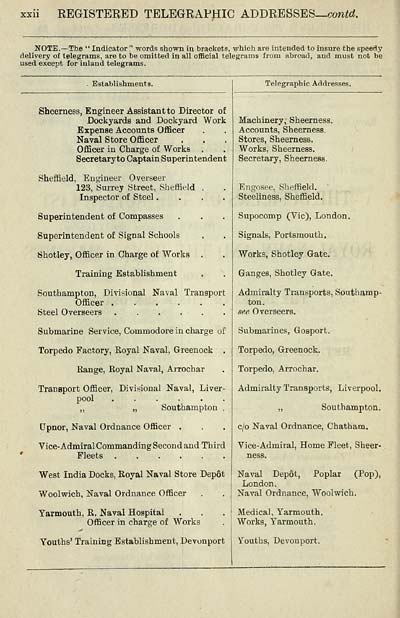 xxii REGISTERED TELEGRAPHIC ADDRESSES—contd.
NOTE.—The "Indicator" words shown in brackets, which are intended to insure the speedy
delivery of telegrams, are to be omitted in all official telegrams from abroad, and must not be
used except for inland telegrams.
Establishments. Telegraphic Addresses.
Sheerness, Engineer Assistant to Director of
Dockyards and Dockyard Work Machinery, Sheerness.
Expense Accounts Officer . . Accounts, Sheerness.
Naval Store Officer . . Stores, Sheerness.
Officer in Charge of Works . . Works, Sheerness.
Secretary to Captain Superintendent Secretary, Sheerness.
Sheffield, Engineer Overseer
123, Surrey Street, Sheffield . . Engosee, Sheffield.
Inspector of Steel . . . . Steeliness, Sheffield.
Superintendent of Compasses . . . Supocomp (Vic), London.
Superintendent of Signal Schools . . Signals, Portsmouth.
Shotley, Officer in Charge of Works . . Works, Shotley Gate.
Training Establishment . . Ganges, Shotley Gate.
Southampton, Divisional Naval Transport Admiralty Transports, Southamp-
Officer . . . . . . ton.
Steel Overseers . . . . . . see Overseers.
Submarine Service, Commodore in charge of Submarines, Gosport.
Torpedo Factory, Royal Naval, Greenock . Torpedo, Greenock.
Range, Royal Naval, Arrochar . Torpedo, Arrochar.
Transport Officer, Divisional Naval, Liver- Admiralty Transports, Liverpool.
pool . . . . .
„ „ Southampton . „ Southampton.
Upnor, Naval Ordnance Officer . . . c/o Naval Ordnance, Chatham.
Vice-Admiral Commanding Second and Third Vice-Admiral, Home Fleet, Sheer-
Fleets . . . . . . ness.
West India Docks, Royal Naval Store Depôt Naval Depôt, Poplar (Pop),
London.
Woolwich, Naval Ordnance Officer . . Naval Ordnance, Woolwich.
Yarmouth, R. Naval Hospital . . . Medical, Yarmouth.
Officer in charge of Works . Works, Yarmouth.
Youths' Training Establishment, Devonport Youths, Devonport.